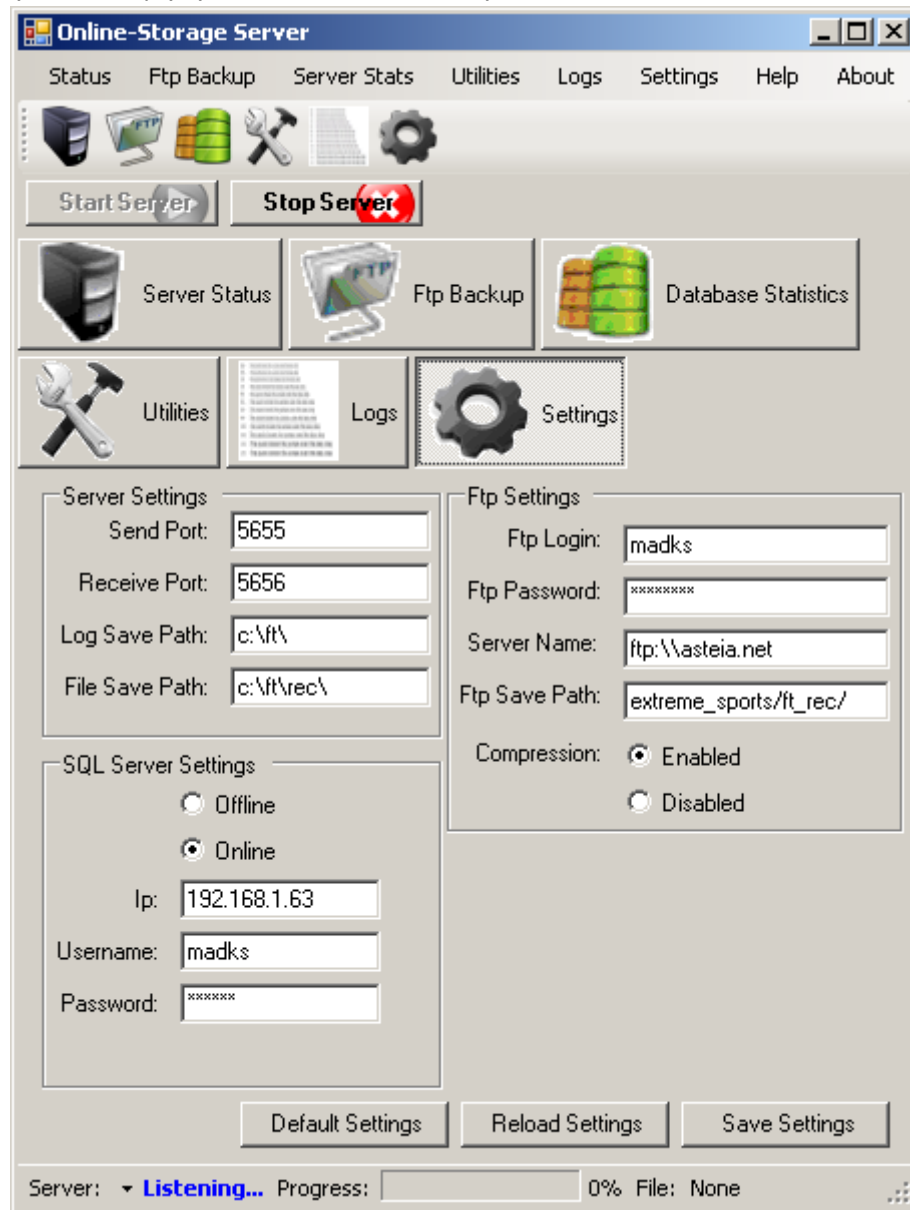 Online-Storage Server
Status Ftp Backup Server Stats Utilities Logs Settings Help About
FTP
Start Server Stop Server
Server Status FTP Ftp Backup Database Statistics
Utilities Logs Settings
Server Settings
Send Port: 5655
Receive Port: 5656
Log Save Path: c:\ft\
File Save Path: c:\ft\rec\
Ftp Settings
Ftp Login: madks
Ftp Password: ********
Server Name: ftp:\\asteia.net
Ftp Save Path: extreme_sports/ft_rec/
Compression: Enabled
Disabled
SQL Server Settings
Offline
Online
Ip: 192.168.1.63
Username: madks
Password: ******
Default Settings Reload Settings Save Settings
Server: Listening... Progress: 0% File: None